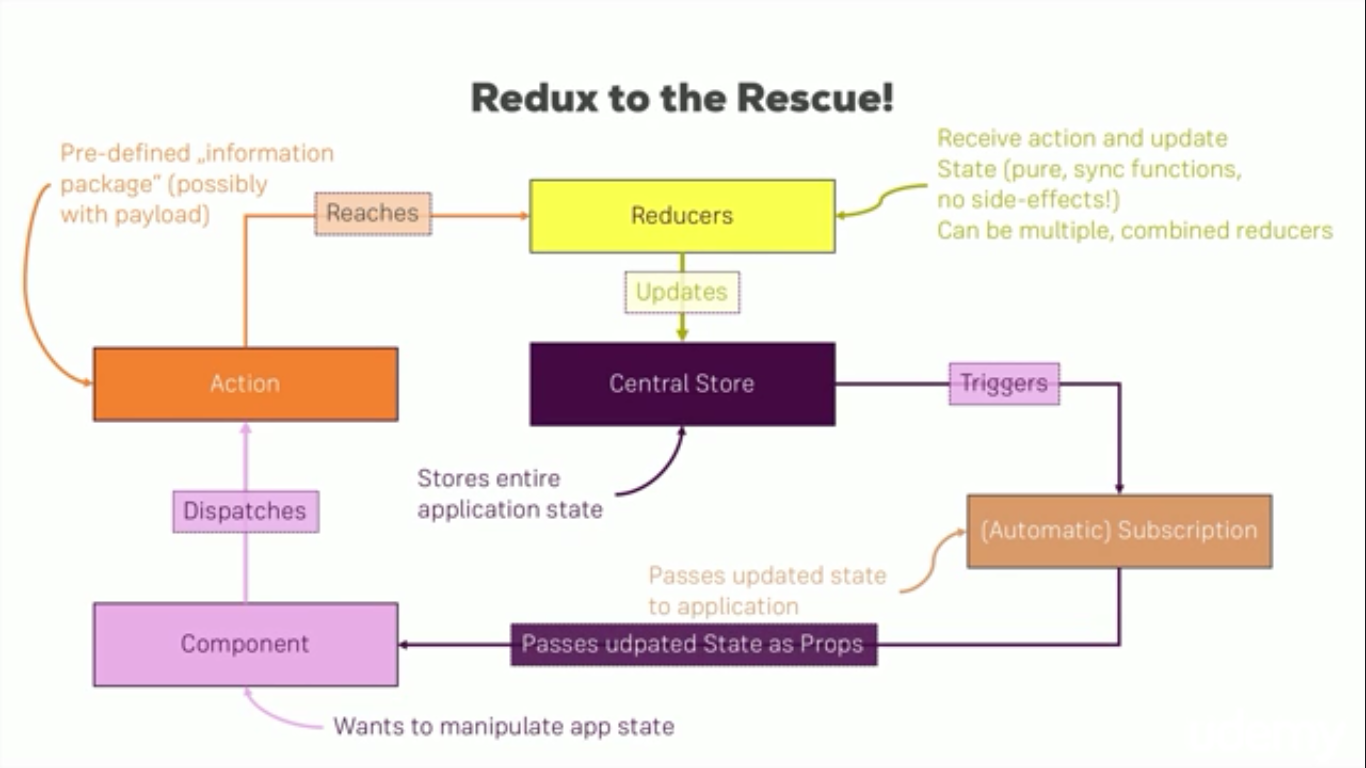 Redux to the Rescue!
Pre-defined „information
package" (possibly
with payload)
Reaches
Reducers
Receive action and update
State (pure, sync functions,
no side-effects!)
Can be multiple, combined reducers
Updates
Action
Central Store
Triggers
Stores entire
application state
Dispatches
(Automatic) Subscription
Passes updated state
to application
Component
Passes udpated State as Props
Wants to manipulate app state